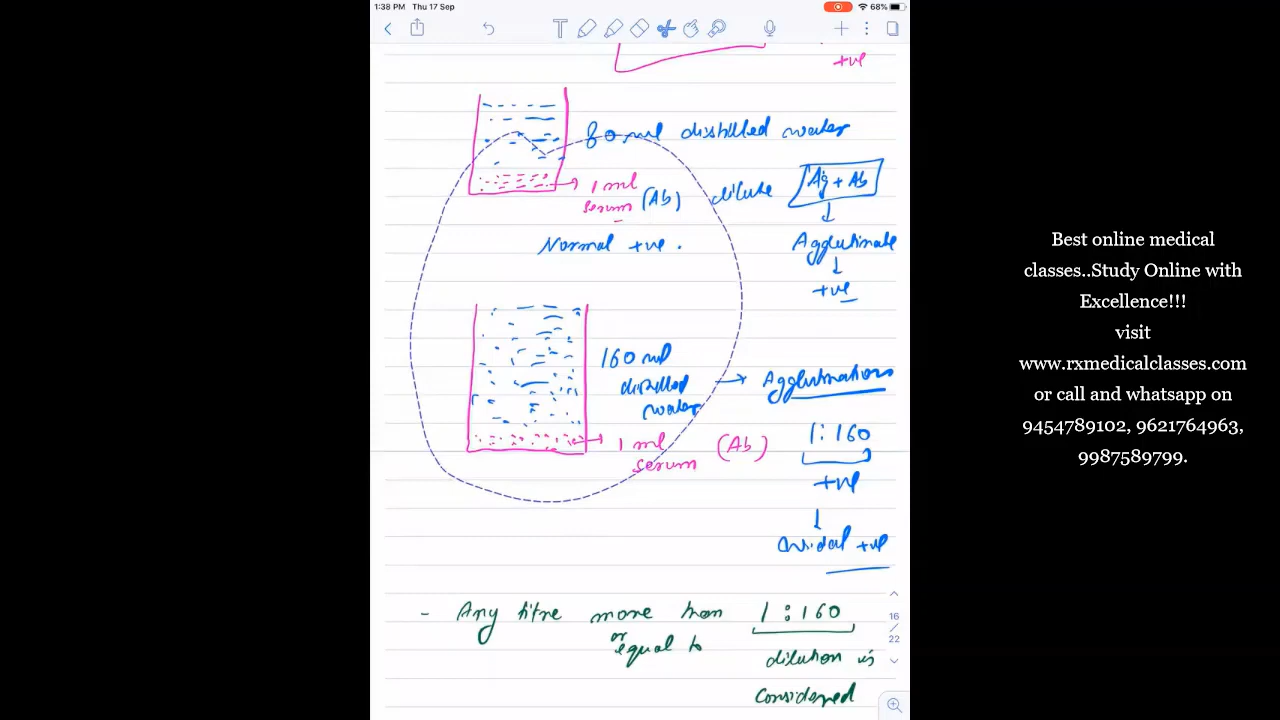 1:38 PM Thu 17 Sep
68%
T
+ve
80 ml distilled water
1 ml
serum (Ab) dilute
Ag + Ab
Normal +ve.
Agglutinate
+ve
160 ml
distilled
water
Agglutination
1 ml
serum (Ab)
1:160
+ve
Widal +ve
- Any titre more than 1:160
or
equal to
dilution is
considered
16
/
22
Best online medical
classes..Study Online with
Excellence!!!
visit
www.rxmedicalclasses.com
or call and whatsapp on
9454789102, 9621764963,
9987589799.